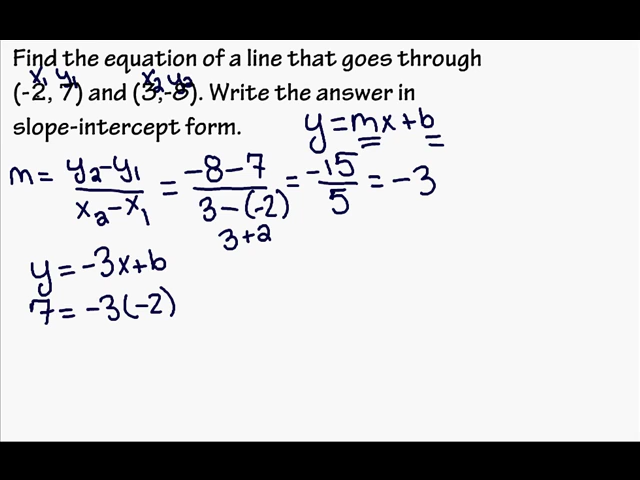 Find the equation of a line that goes through
x₁ y₁ x₂ y₂
(-2, 7) and (3,-8). Write the answer in
slope-intercept form.
y=mx+b
m = y₂-y₁/x₂-x₁ = -8-7/3-(-2) = -15/5 = -3
3+2
y = -3x+b
7 = -3(-2)